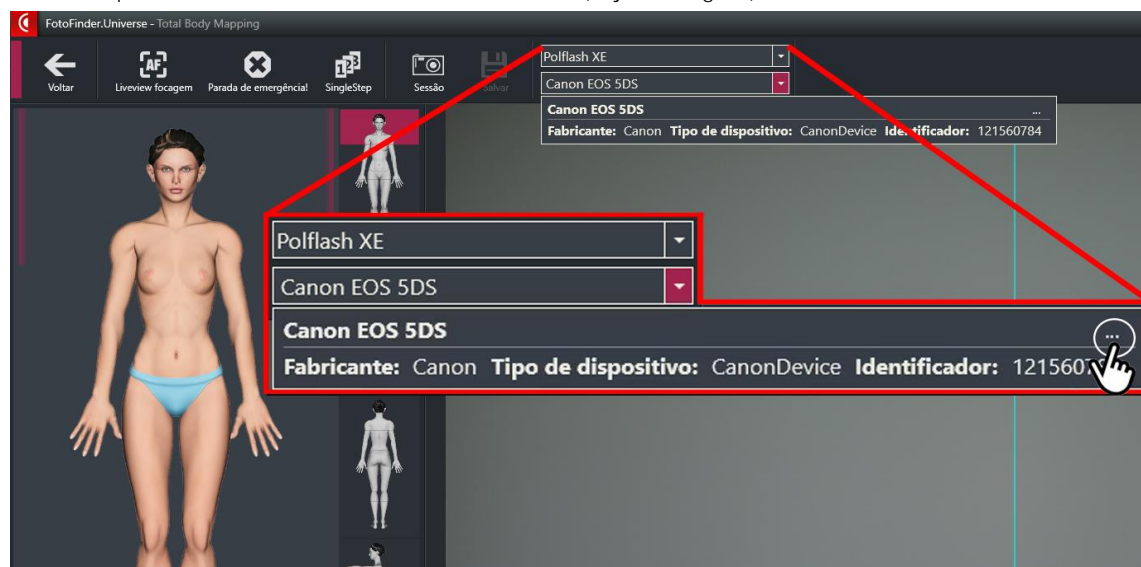 FotoFinder.Universe - Total Body Mapping
Voltar
Liveview focagem
Parada de emergência!
SingleStep
Sessão
Salvar
Polflash XE
Canon EOS 5DS
Canon EOS 5DS
...
Fabricante: Canon Tipo de dispositivo: CanonDevice Identificador: 121560784
Polflash XE
Canon EOS 5DS
Canon EOS 5DS
...
Fabricante: Canon Tipo de dispositivo: CanonDevice Identificador: 121560